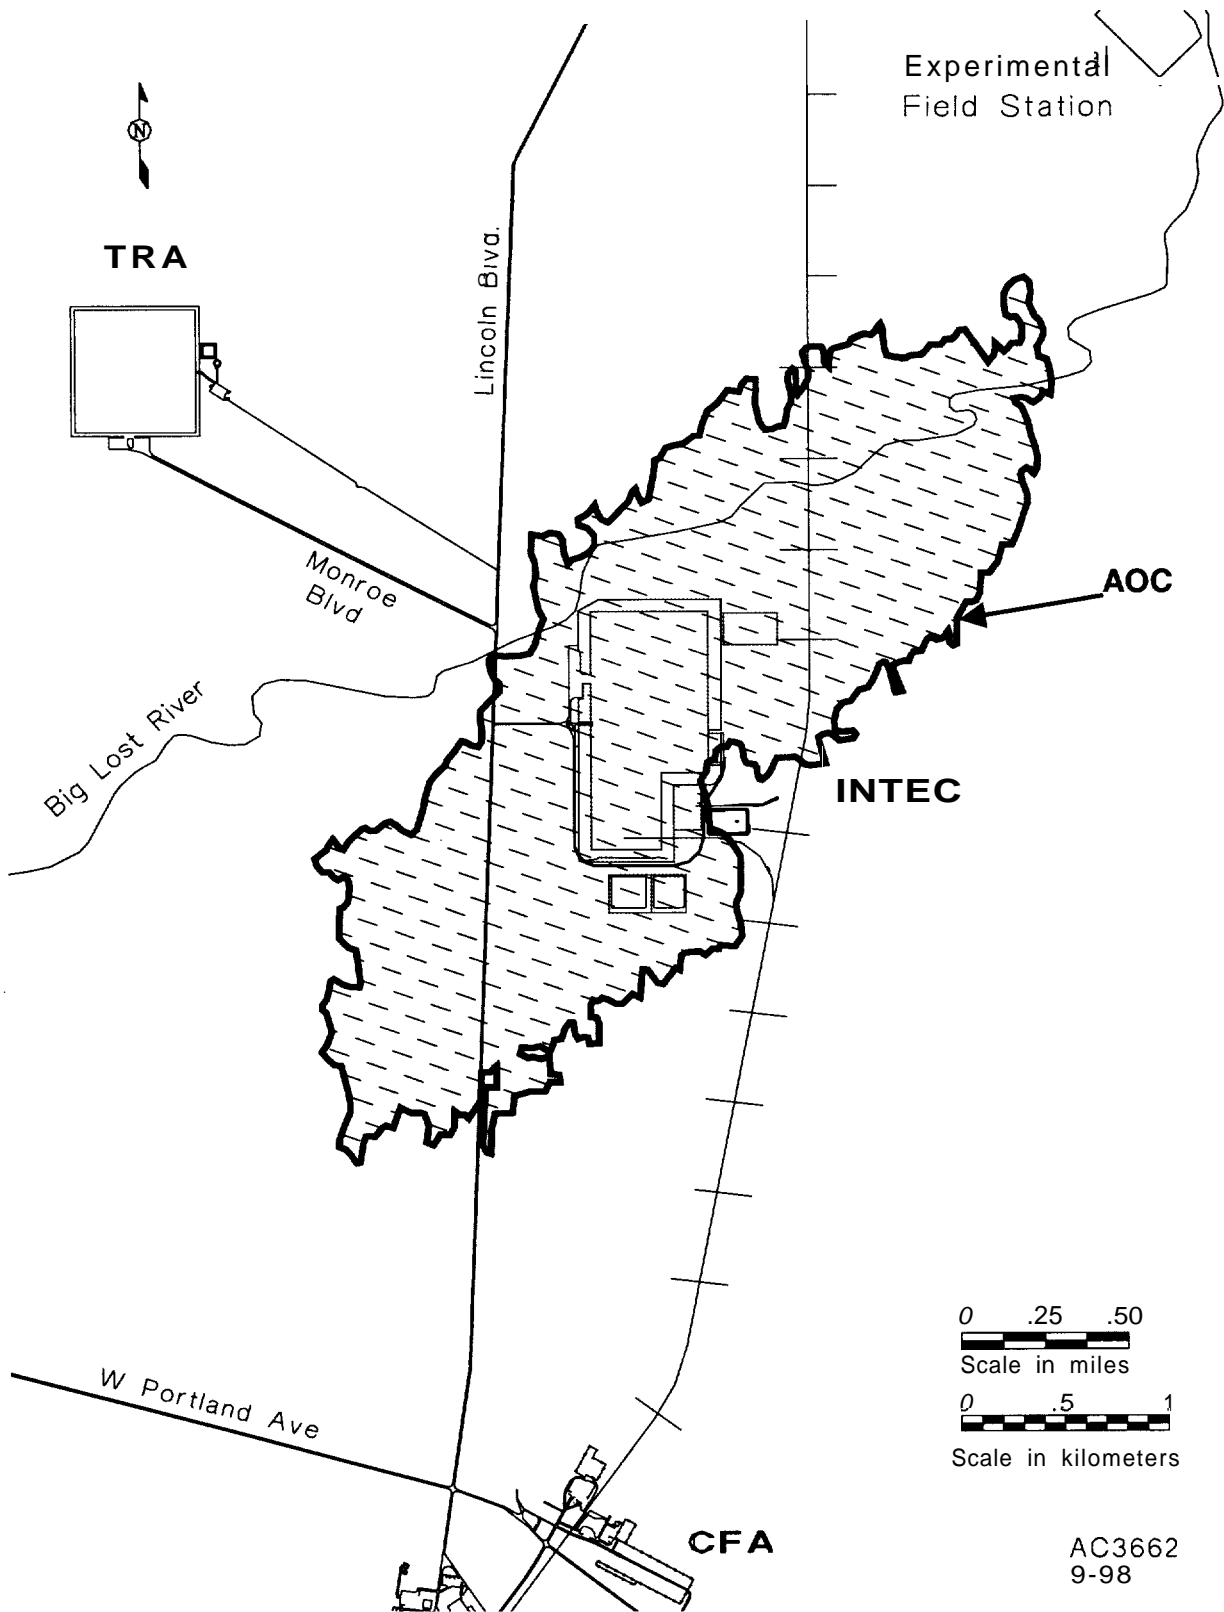 Experimental
Field Station
N
TRA
Lincoln Blvd.
Monroe
Blvd
AOC
Big Lost River
INTEC
0 .25 .50
Scale in miles
0 .5 1
Scale in kilometers
W Portland Ave
CFA
AC3662
9-98